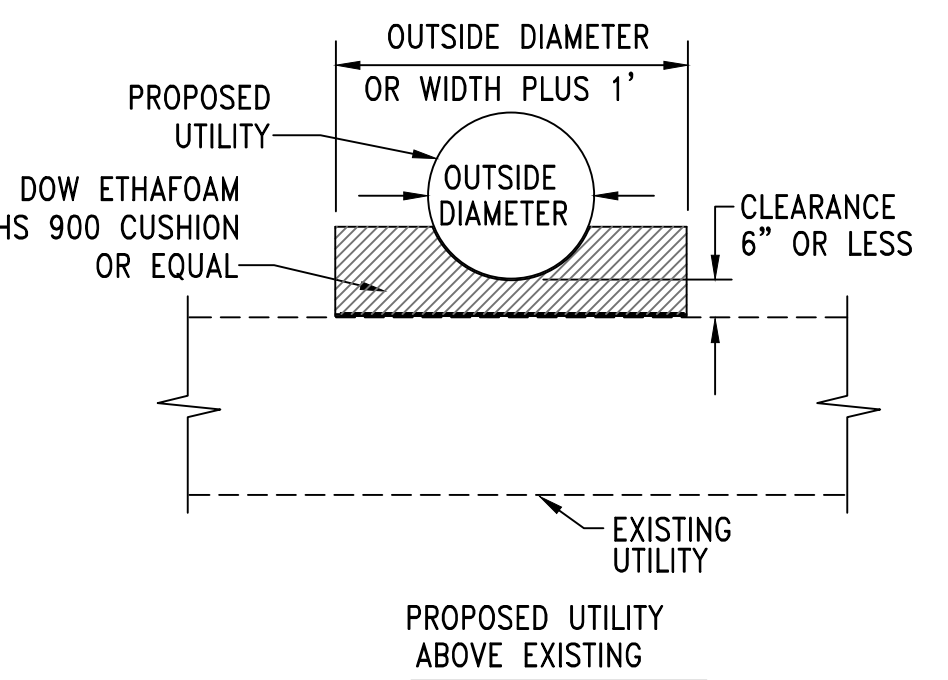 OUTSIDE DIAMETER
OR WIDTH PLUS 1'
PROPOSED
UTILITY
OUTSIDE
DIAMETER
DOW ETHAFOAM
HS 900 CUSHION
OR EQUAL
CLEARANCE
6" OR LESS
EXISTING
UTILITY
PROPOSED UTILITY
ABOVE EXISTING